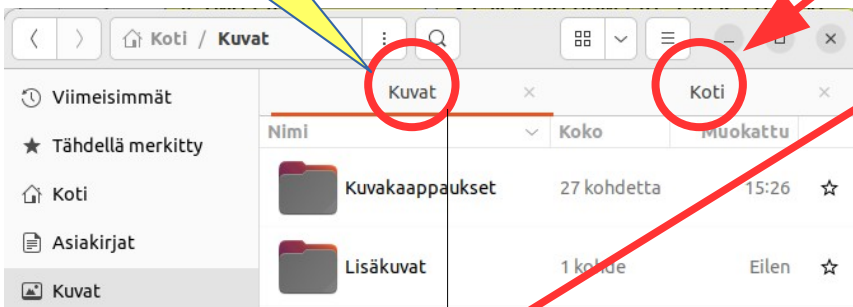 Koti / Kuvat
Viimeisimmät
Tähdellä merkitty
Koti
Asiakirjat
Kuvat
Kuvat
Koti
Nimi
Koko
Muokattu
Kuvakaappaukset
27 kohdetta
15:26
Lisäkuvat
1 kohde
Eilen